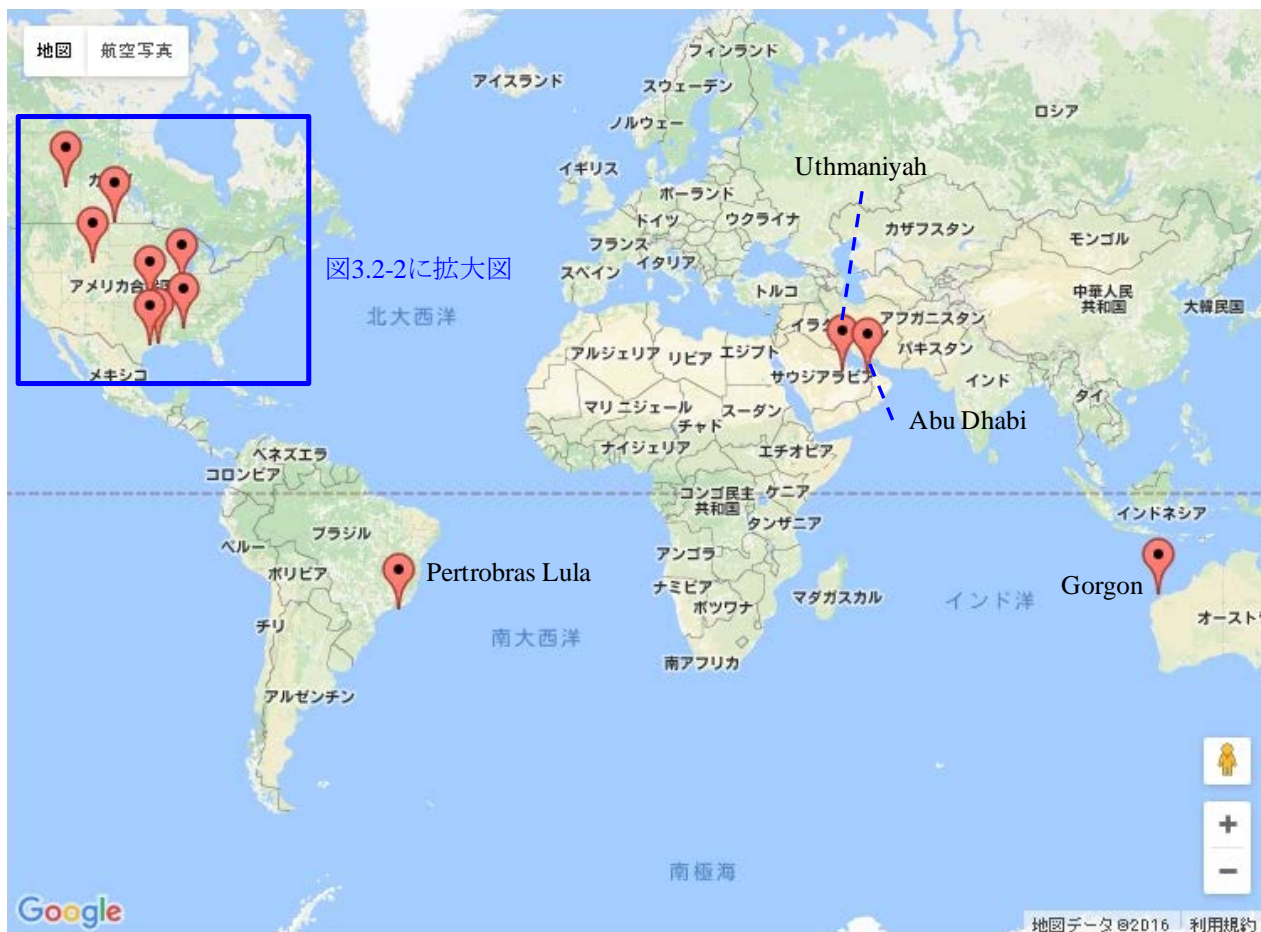 地図 航空写真
フィンランド
アイスランド
スウェーデン
ロシア
ノルウェー
イギリス
Uthmaniyah
ポーランド
ドイツ
ウクライナ
カザフスタン
モンゴル
フランス
イタリア
スペイン
図3.2-2に拡大図
アメリカ合
トルコ
中華人民
共和国
大韓民国
北大西洋
イラク
アフガニスタン
パキスタン
アルジェリア
リビア
エジプト
サウジアラビア
インド
メキシコ
タイ
マリ
ニジェール
スーダン
チャド
Abu Dhabi
ナイジェリア
エチオピア
ベネズエラ
コロンビア
コンゴ民主
共和国
ケニア
インドネシア
タンザニア
ブラジル
ペルー
アンゴラ
ボリビア
Pertrobras Lula
ナミビア
ボツワナ
マダガスカル
インド洋
Gorgon
オースト
チリ
南大西洋
南アフリカ
アルゼンチン
+
−
南極海
Google
地図データ ©2016 利用規約